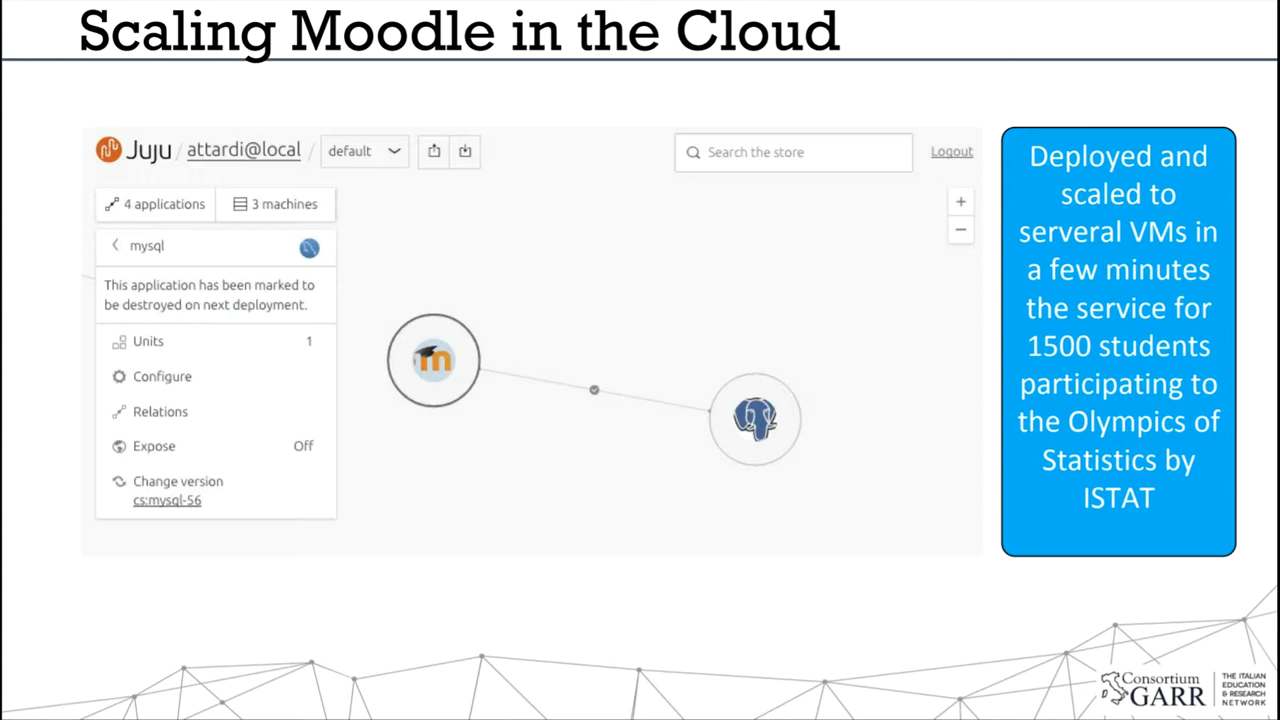 Scaling Moodle in the Cloud
Juju / attardi@local / default
Search the store
Logout
4 applications
3 machines
+
−
mysql
This application has been marked to
be destroyed on next deployment.
Units 1
Configure
Relations
Expose Off
Change version
cs:mysql-56
m
Deployed and
scaled to
serveral VMs in
a few minutes
the service for
1500 students
participating to
the Olympics of
Statistics by
ISTAT
Consortium
GARR
THE ITALIAN
EDUCATION
& RESEARCH
NETWORK